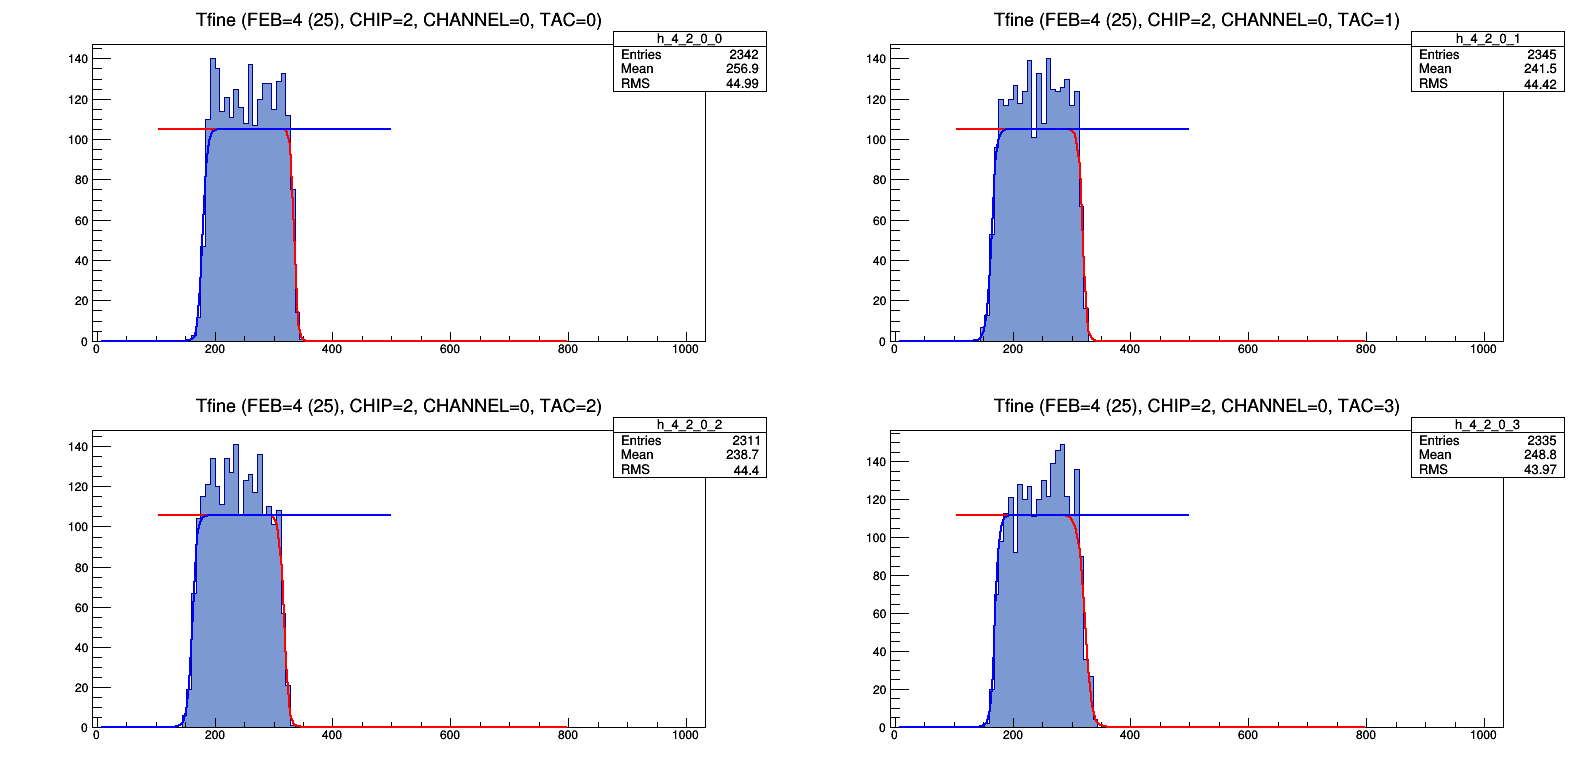 Tfine (FEB=4 (25), CHIP=2, CHANNEL=0, TAC=0)
h_4_2_0_0
Entries 2342
Mean 256.9
RMS 44.99
140
120
100
80
60
40
20
0
0 200 400 600 800 1000
Tfine (FEB=4 (25), CHIP=2, CHANNEL=0, TAC=1)
h_4_2_0_1
Entries 2345
Mean 241.5
RMS 44.42
140
120
100
80
60
40
20
0
0 200 400 600 800 1000
Tfine (FEB=4 (25), CHIP=2, CHANNEL=0, TAC=2)
h_4_2_0_2
Entries 2311
Mean 238.7
RMS 44.4
140
120
100
80
60
40
20
0
0 200 400 600 800 1000
Tfine (FEB=4 (25), CHIP=2, CHANNEL=0, TAC=3)
h_4_2_0_3
Entries 2335
Mean 248.8
RMS 43.97
140
120
100
80
60
40
20
0
0 200 400 600 800 1000